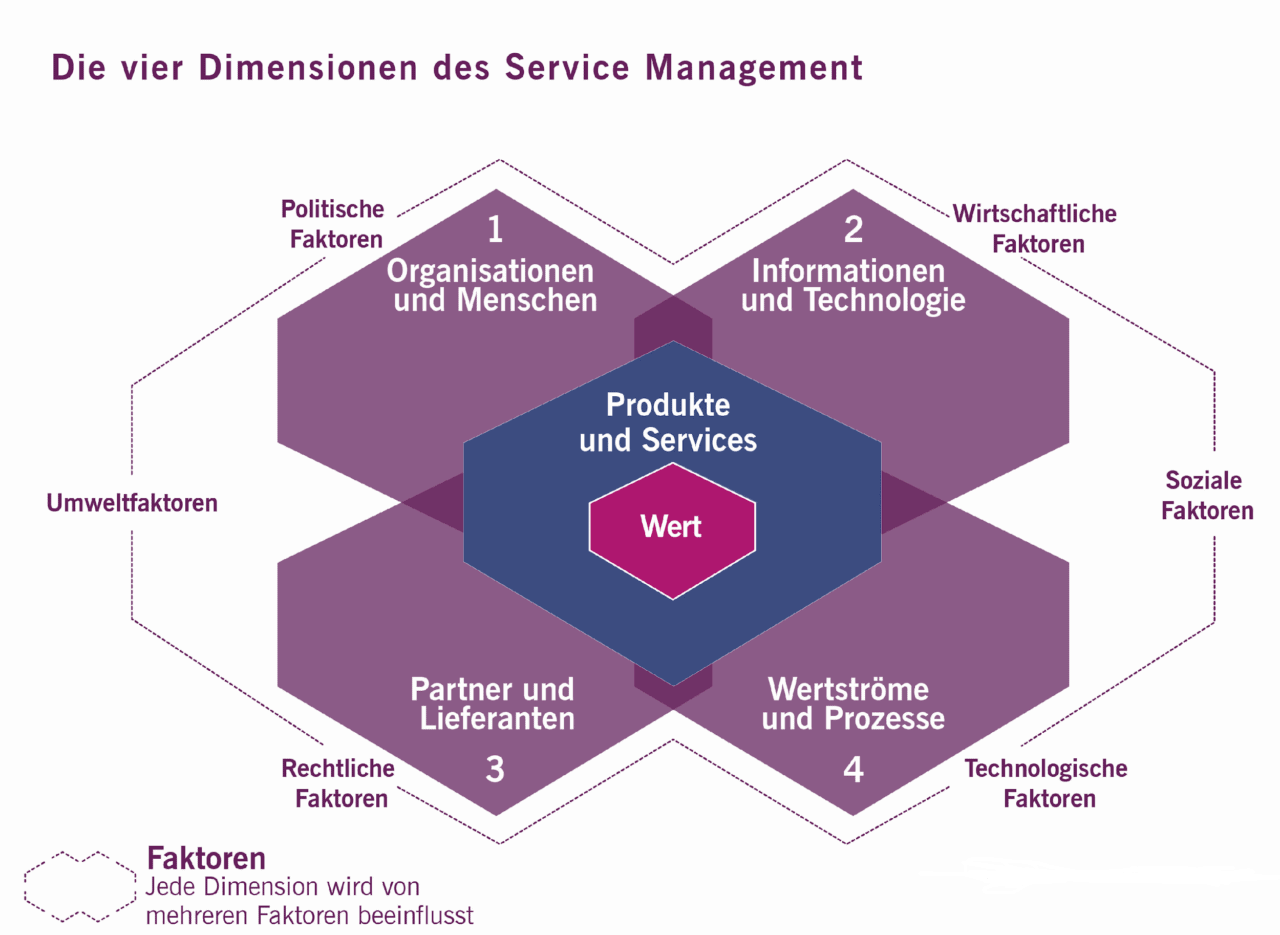 Die vier Dimensionen des Service Management
Politische
Faktoren
Wirtschaftliche
Faktoren
1
Organisationen
und Menschen
2
Informationen
und Technologie
Produkte
und Services
Wert
Umweltfaktoren
Soziale
Faktoren
Partner und
Lieferanten
3
Wertströme
und Prozesse
4
Rechtliche
Faktoren
Technologische
Faktoren
Faktoren
Jede Dimension wird von
mehreren Faktoren beeinflusst